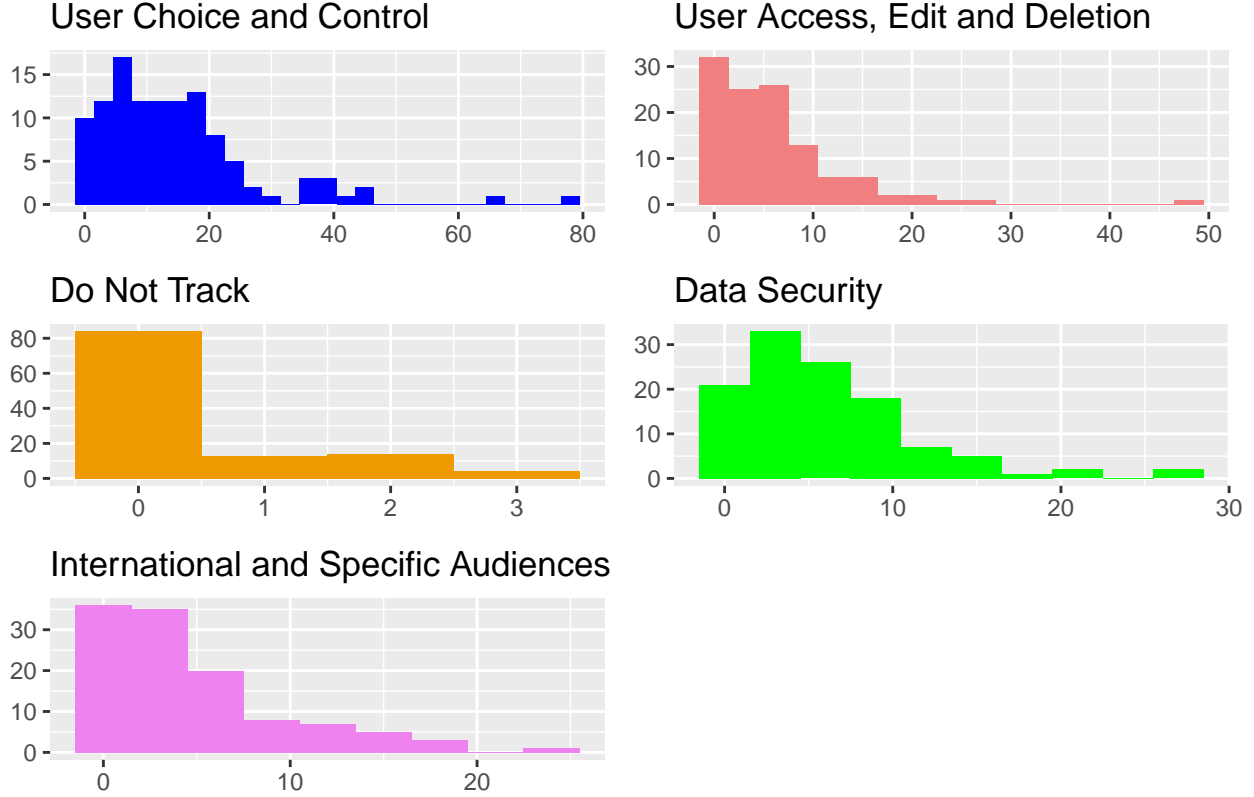 User Choice and Control
15
10
5
0
0 20 40 60 80
User Access, Edit and Deletion
30
20
10
0
0 10 20 30 40 50
Do Not Track
80
60
40
20
0
0 1 2 3
Data Security
30
20
10
0
0 10 20 30
International and Specific Audiences
30
20
10
0
0 10 20